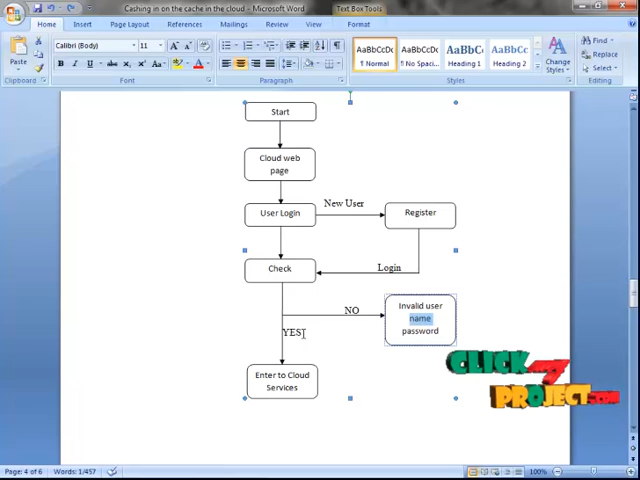 Cashing in on the cache in the cloud - Microsoft Word
Text Box Tools
Home
Insert
Page Layout
References
Mailings
Review
View
Format
Calibri (Body)
11
Paste
AaBbCcDc
AaBbCcDc
AaBbCc
AaBbCc
¶ Normal
¶ No Spaci...
Heading 1
Heading 2
Change
Styles
Find
Replace
Select
Clipboard
Font
Paragraph
Styles
Editing
Start
Cloud web
page
User Login
New User
Register
Check
Login
NO
Invalid user
name
password
YES
Enter to Cloud
Services
CLICK MY
PROJECT.COM
Page: 4 of 6
Words: 1/457
100%